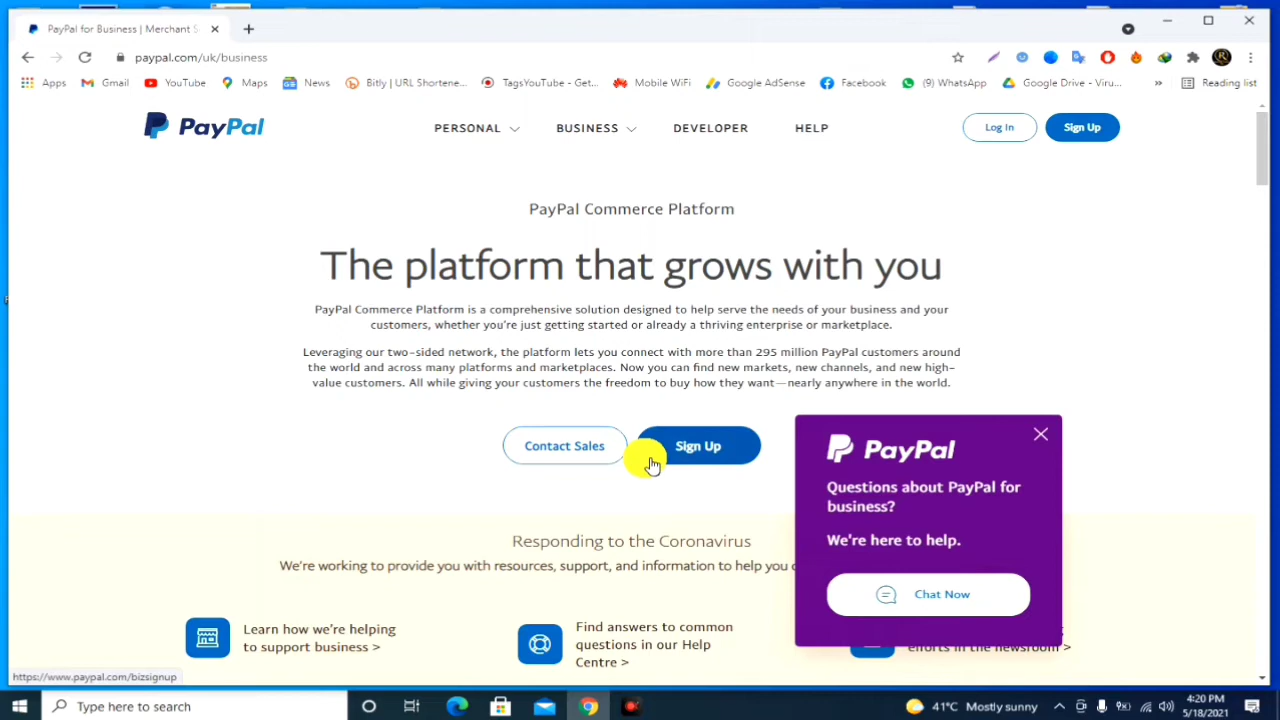 PayPal for Business | Merchant S
paypal.com/uk/business
Apps Gmail YouTube Maps News Bitly | URL Shortene... TagsYouTube - Get... Mobile WiFi Google AdSense Facebook (9) WhatsApp Google Drive - Viru... » Reading list
PayPal PERSONAL BUSINESS DEVELOPER HELP Log In Sign Up
PayPal Commerce Platform
The platform that grows with you
PayPal Commerce Platform is a comprehensive solution designed to help serve the needs of your business and your
customers, whether you're just getting started or already a thriving enterprise or marketplace.
Leveraging our two-sided network, the platform lets you connect with more than 295 million PayPal customers around
the world and across many platforms and marketplaces. Now you can find new markets, new channels, and new high-
value customers. All while giving your customers the freedom to buy how they want—nearly anywhere in the world.
Contact Sales Sign Up
PayPal
Questions about PayPal for
business?
We're here to help.
Chat Now
Responding to the Coronavirus
We're working to provide you with resources, support, and information to help you
Learn how we're helping
to support business >
Find answers to common
questions in our Help
Centre >
efforts in the newsroom >
https://www.paypal.com/bizsignup
Type here to search
41°C Mostly sunny
4:20 PM
5/18/2021